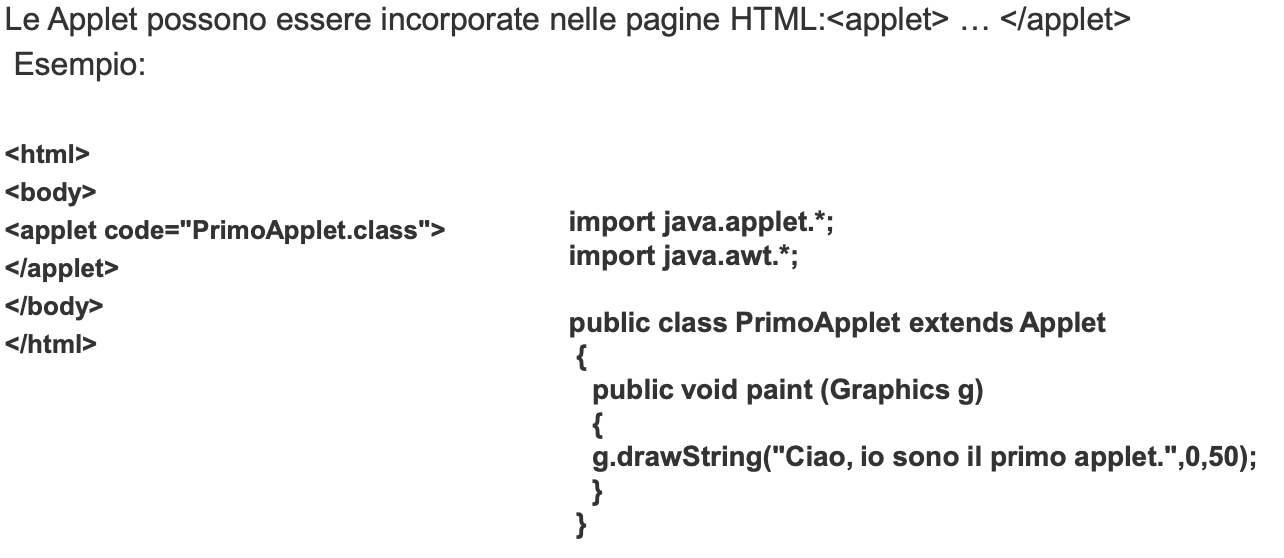 Le Applet possono essere incorporate nelle pagine HTML:<applet> … </applet>
Esempio:
<html>
<body>
<applet code="PrimoApplet.class">
</applet>
</body>
</html>
import java.applet.*;
import java.awt.*;
public class PrimoApplet extends Applet
{
public void paint (Graphics g)
{
g.drawString("Ciao, io sono il primo applet.",0,50);
}
}